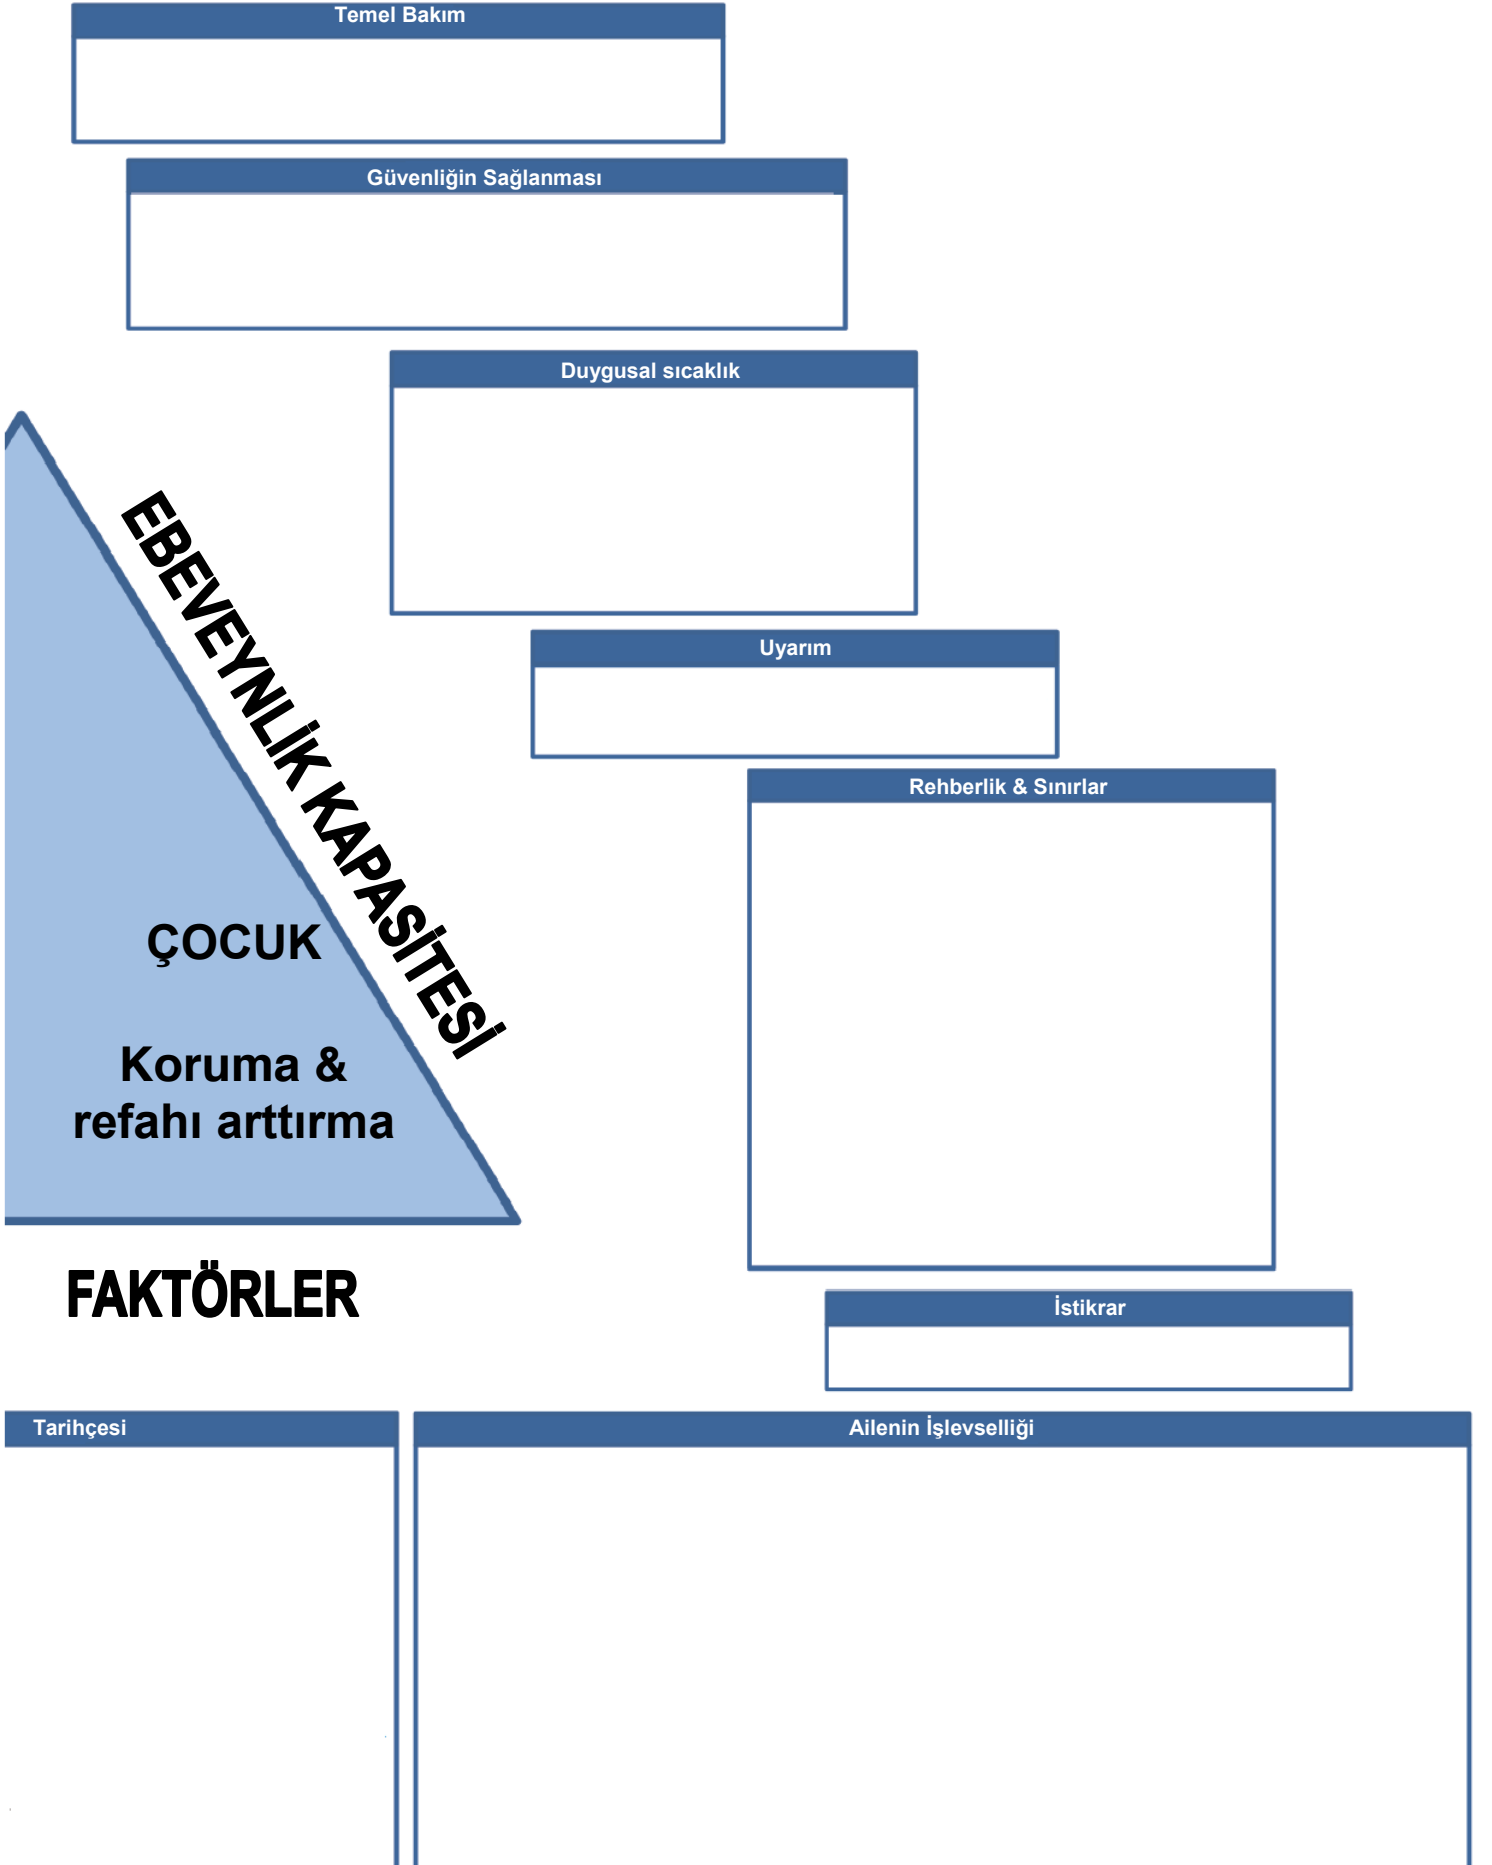 Temel Bakım
Güvenliğin Sağlanması
Duygusal sıcaklık
EBEVEYNLİK KAPASİTESİ
Uyarım
Rehberlik & Sınırlar
ÇOCUK
Koruma &
refahı arttırma
FAKTÖRLER
İstikrar
Tarihçesi
Ailenin İşlevselliği